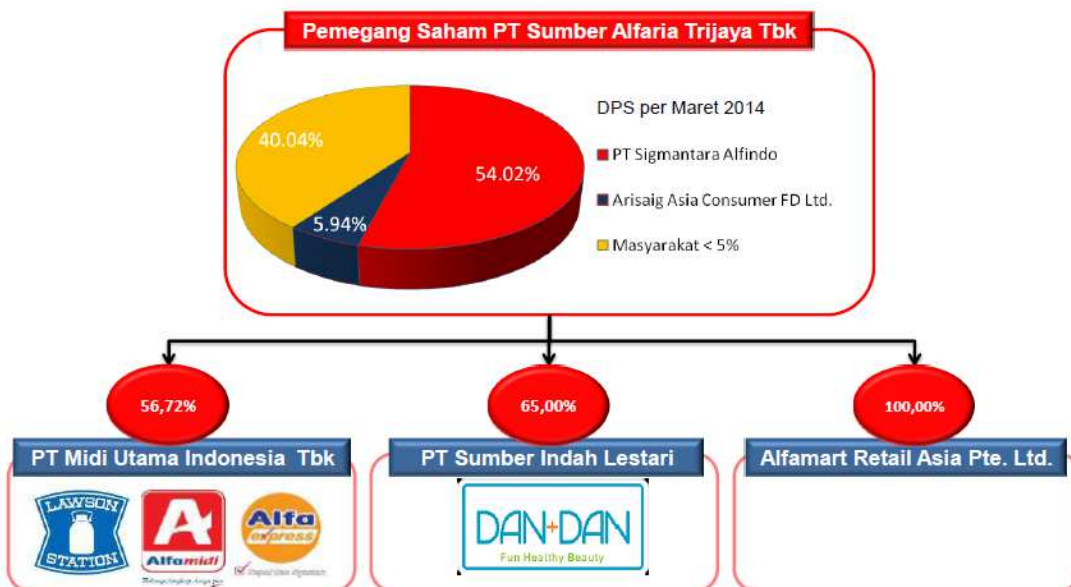 Pemegang Saham PT Sumber Alfaria Trijaya Tbk
DPS per Maret 2014
40.04%
54.02%
5.94%
PT Sigmantara Alfindo
Arisaig Asia Consumer FD Ltd.
Masyarakat < 5%
56,72%
65,00%
100,00%
PT Midi Utama Indonesia Tbk
PT Sumber Indah Lestari
Alfamart Retail Asia Pte. Ltd.
LAWSON
STATION
Alfamidi
Alfa
express
DAN+DAN
Fun Healthy Beauty